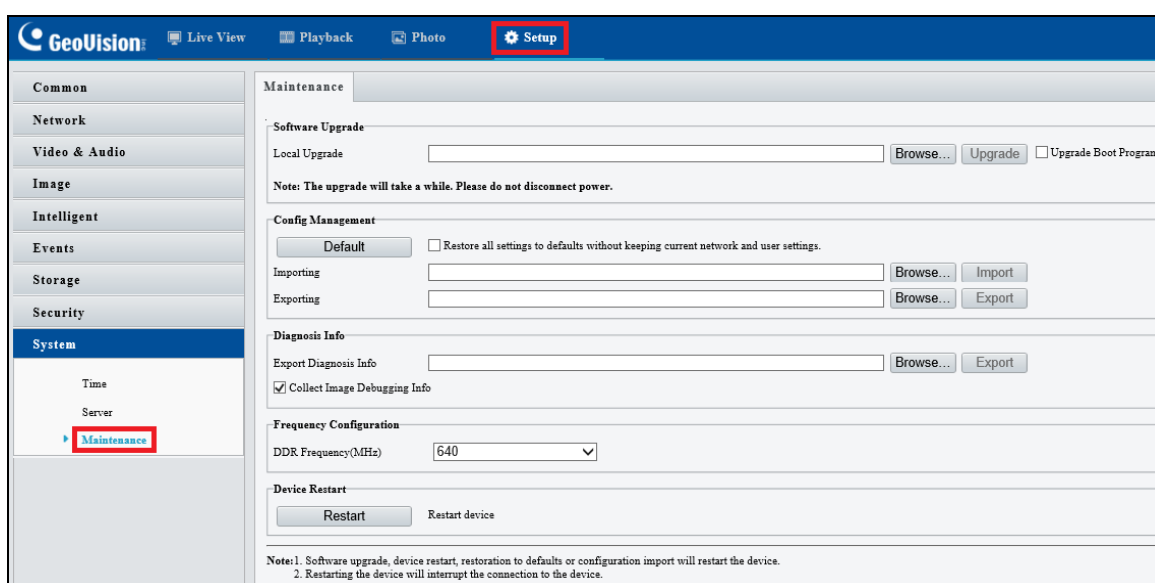 GeoVision Live View Playback Photo Setup
Common
Network
Video & Audio
Image
Intelligent
Events
Storage
Security
System
Time
Server
Maintenance
Maintenance
Software Upgrade
Local Upgrade Browse... Upgrade Upgrade Boot Program
Note: The upgrade will take a while. Please do not disconnect power.
Config Management
Default Restore all settings to defaults without keeping current network and user settings.
Importing Browse... Import
Exporting Browse... Export
Diagnosis Info
Export Diagnosis Info Browse... Export
Collect Image Debugging Info
Frequency Configuration
DDR Frequency(MHz) 640
Device Restart
Restart Restart device
Note:1. Software upgrade, device restart, restoration to defaults or configuration import will restart the device.
2. Restarting the device will interrupt the connection to the device.